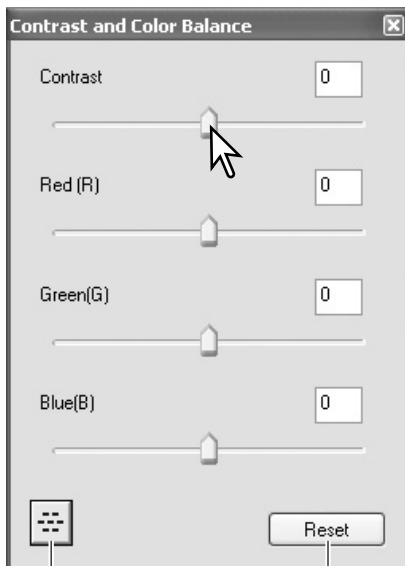 Contrast and Color Balance
Contrast 0
Red (R) 0
Green(G) 0
Blue(B) 0
Reset